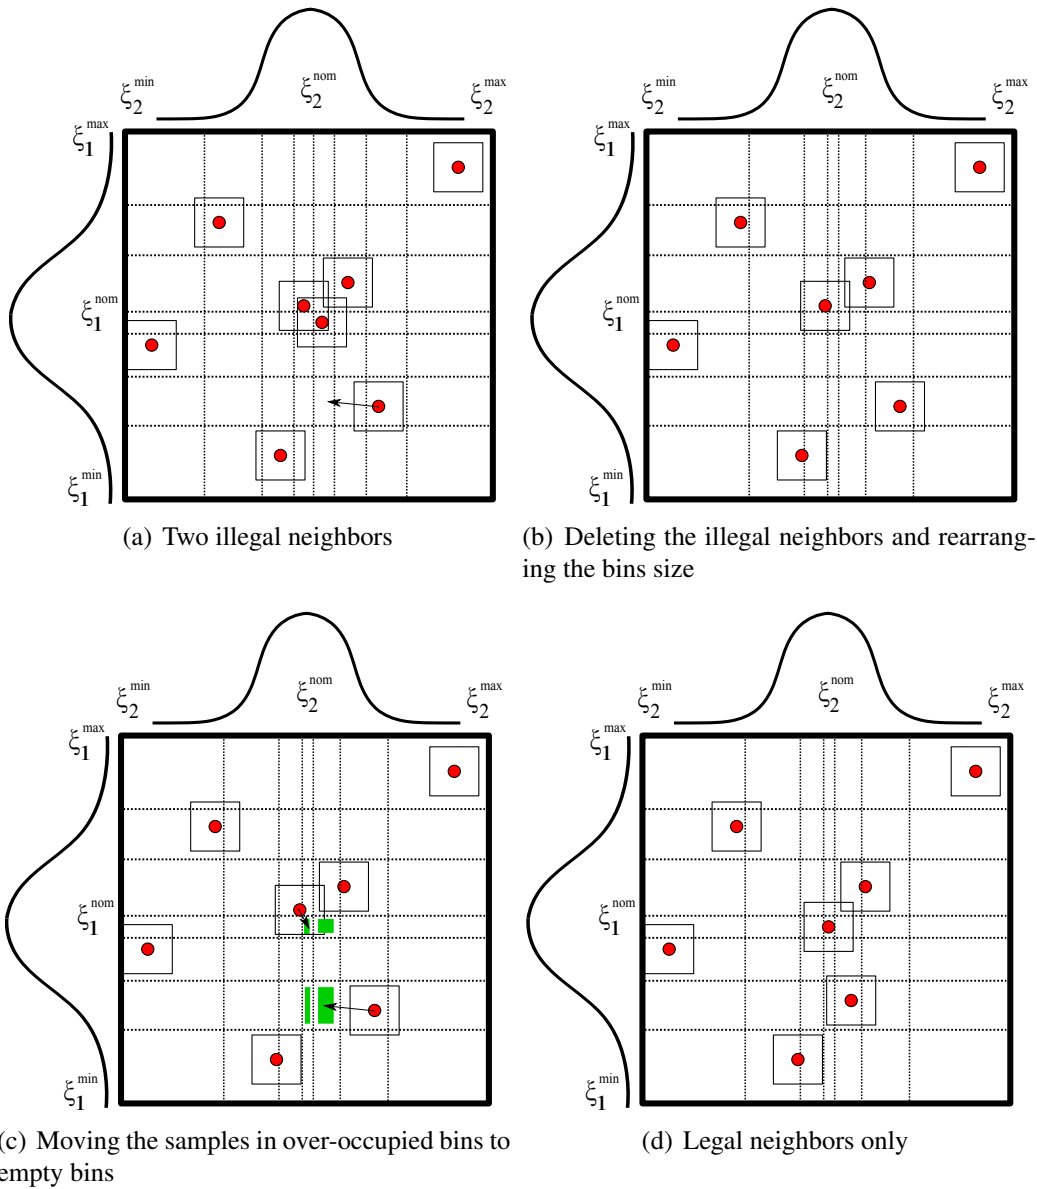 ξ₂ᵐⁱⁿ ξ₂ⁿᵒᵐ ξ₂ᵐᵃˣ
ξ₁ᵐᵃˣ
ξ₁ⁿᵒᵐ
ξ₁ᵐⁱⁿ
(a) Two illegal neighbors
ξ₂ᵐⁱⁿ ξ₂ⁿᵒᵐ ξ₂ᵐᵃˣ
ξ₁ᵐᵃˣ
ξ₁ⁿᵒᵐ
ξ₁ᵐⁱⁿ
(b) Deleting the illegal neighbors and rearrang-
ing the bins size
ξ₂ᵐⁱⁿ ξ₂ⁿᵒᵐ ξ₂ᵐᵃˣ
ξ₁ᵐᵃˣ
ξ₁ⁿᵒᵐ
ξ₁ᵐⁱⁿ
(c) Moving the samples in over-occupied bins to
empty bins
ξ₂ᵐⁱⁿ ξ₂ⁿᵒᵐ ξ₂ᵐᵃˣ
ξ₁ᵐᵃˣ
ξ₁ⁿᵒᵐ
ξ₁ᵐⁱⁿ
(d) Legal neighbors only